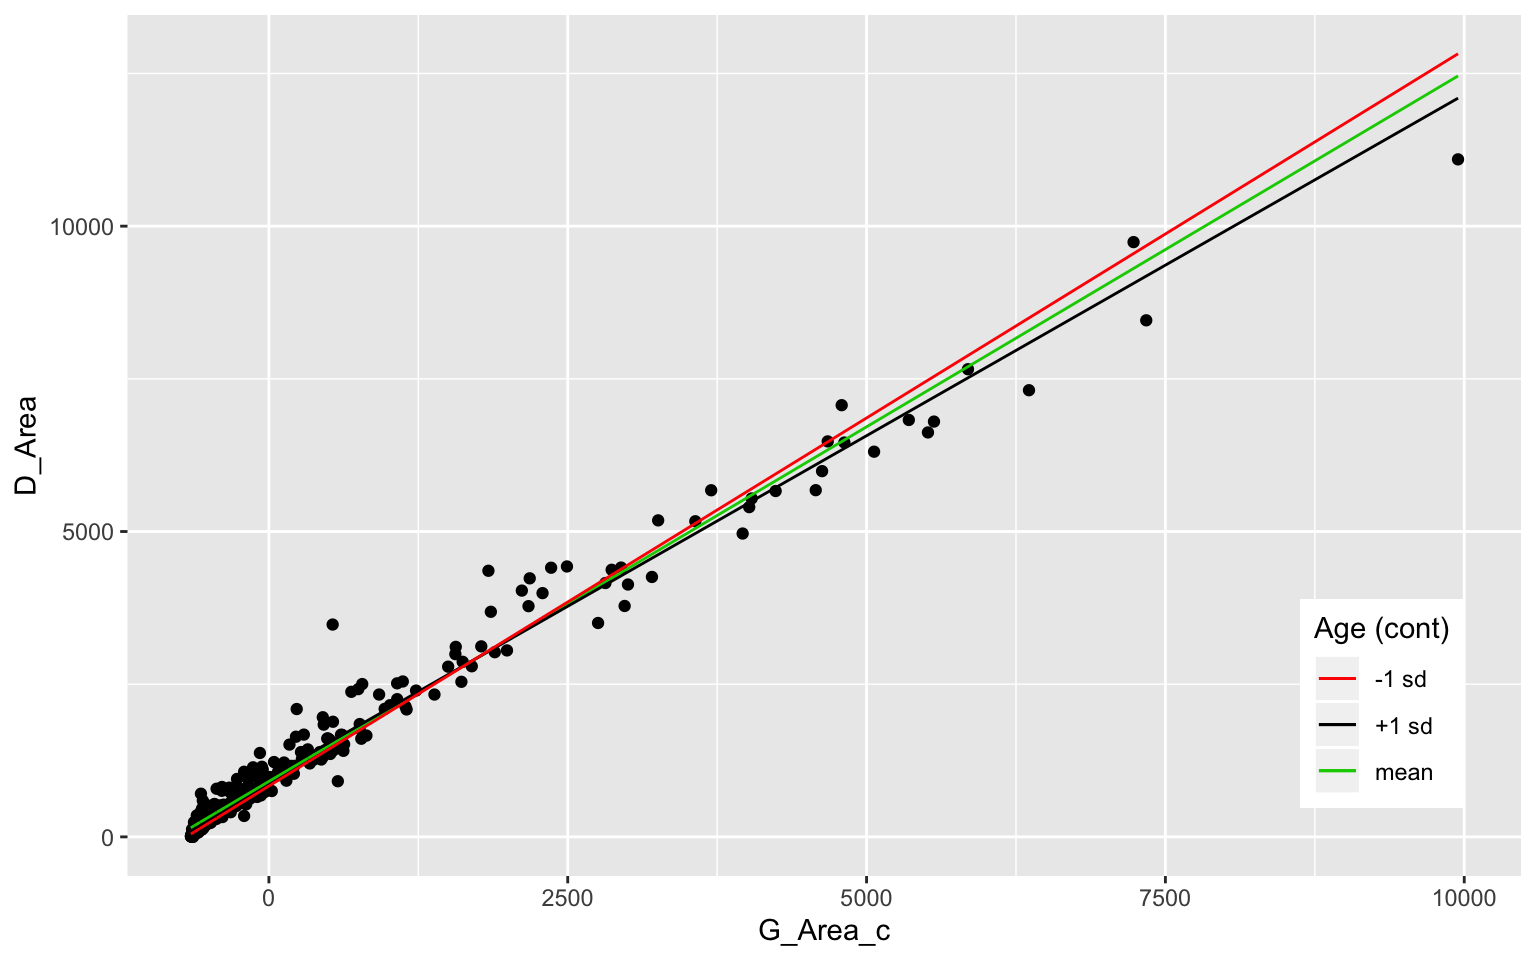 10000
5000
0
D_Area
0
2500
5000
7500
10000
G_Area_c
Age (cont)
-1 sd
+1 sd
mean